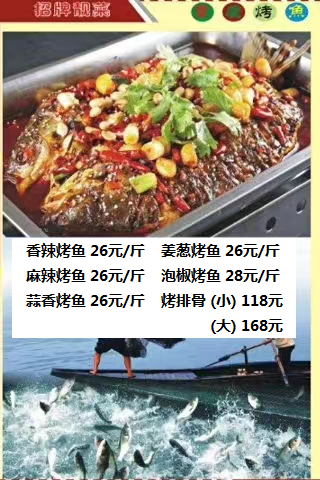 招牌靓菜
烤 鱼
香辣烤鱼 26元/斤 姜葱烤鱼 26元/斤
麻辣烤鱼 26元/斤 泡椒烤鱼 28元/斤
蒜香烤鱼 26元/斤 烤排骨 (小) 118元
(大) 168元